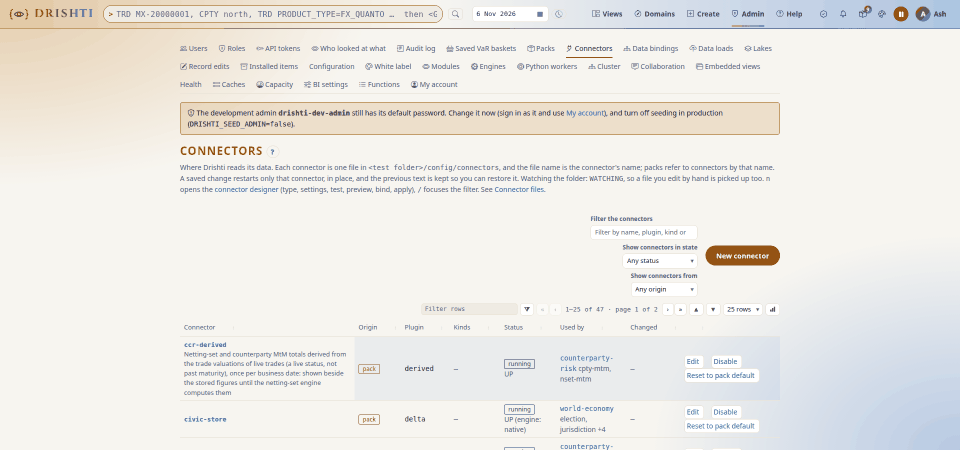 {👁} DRISHTI
> TRD MX-20000001, CPTY north, TRD PRODUCT_TYPE=FX_QUANTO … then <G
6 Nov 2026
Views
Domains
Create
Admin
Help
9
A Ash
Users
Roles
API tokens
Who looked at what
Audit log
Saved VaR baskets
Packs
Connectors
Data bindings
Data loads
Lakes
Record edits
Installed items
Configuration
White label
Modules
Engines
Python workers
Cluster
Collaboration
Embedded views
Health
Caches
Capacity
BI settings
Functions
My account
The development admin drishti-dev-admin still has its default password. Change it now (sign in as it and use My account), and turn off seeding in production
(DRISHTI_SEED_ADMIN=false).
CONNECTORS ?
Where Drishti reads its data. Each connector is one file in <test folder>/config/connectors, and the file name is the connector's name; packs refer to connectors by that name.
A saved change restarts only that connector, in place, and the previous text is kept so you can restore it. Watching the folder: WATCHING, so a file you edit by hand is picked up too. n
opens the connector designer (type, settings, test, preview, bind, apply), / focuses the filter. See Connector files.
Filter the connectors
Filter by name, plugin, kind or
Show connectors in state
Any status
New connector
Show connectors from
Any origin
Filter rows
« ‹ 1–25 of 47 · page 1 of 2 › »
25 rows
Connector Origin Plugin Kinds Status Used by Changed
ccr-derived
Netting-set and counterparty MtM totals derived from
the trade valuations of live trades (a live status, not
past maturity), once per business date: shown beside
the stored figures until the netting-set engine
computes them
pack
derived
—
running
UP
counterparty-
risk cpty-mtm,
nset-mtm
—
Edit Disable
Reset to pack default
civic-store
pack
delta
—
running
UP (engine:
native)
world-economy
election,
jurisdiction +4
—
Edit Disable
Reset to pack default
counterparty-